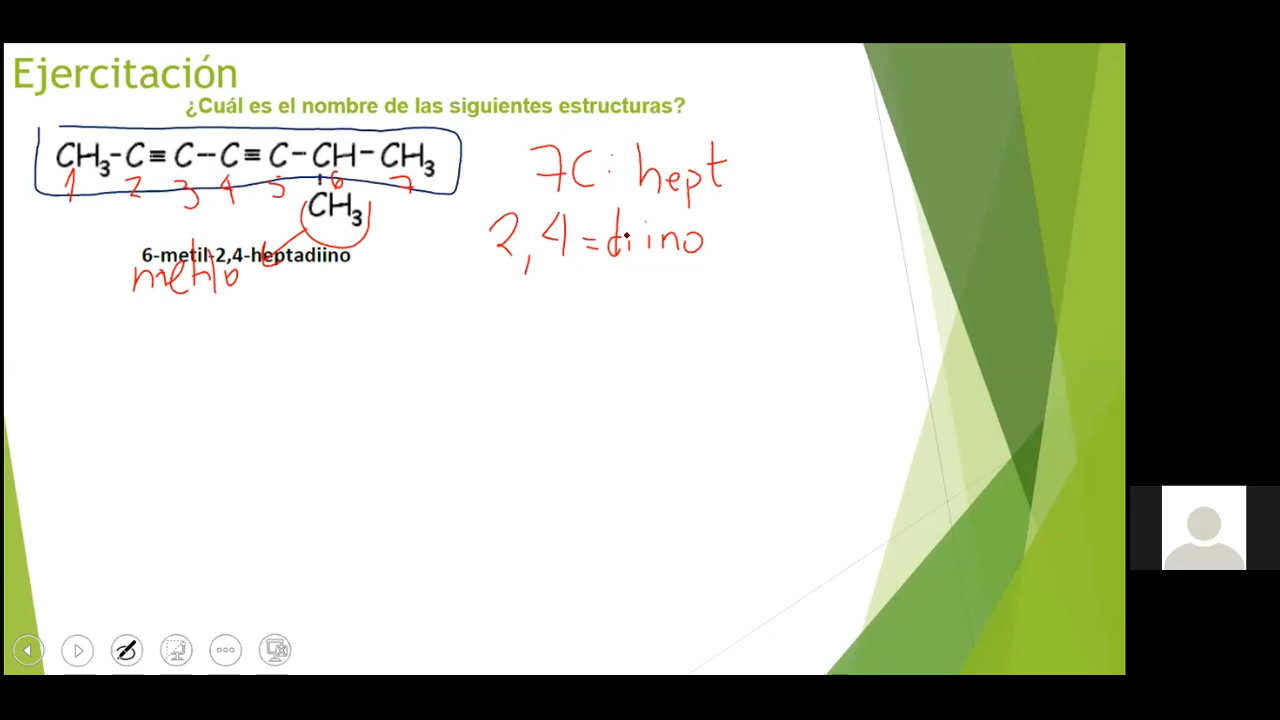 Ejercitación
¿Cuál es el nombre de las siguientes estructuras?
CH₃-C≡C-C≡C-CH-CH₃
1 2 3 4 5 6 7
CH₃
6-metil-2,4-heptadiino
metilo
7C: hept
2,4 = diino